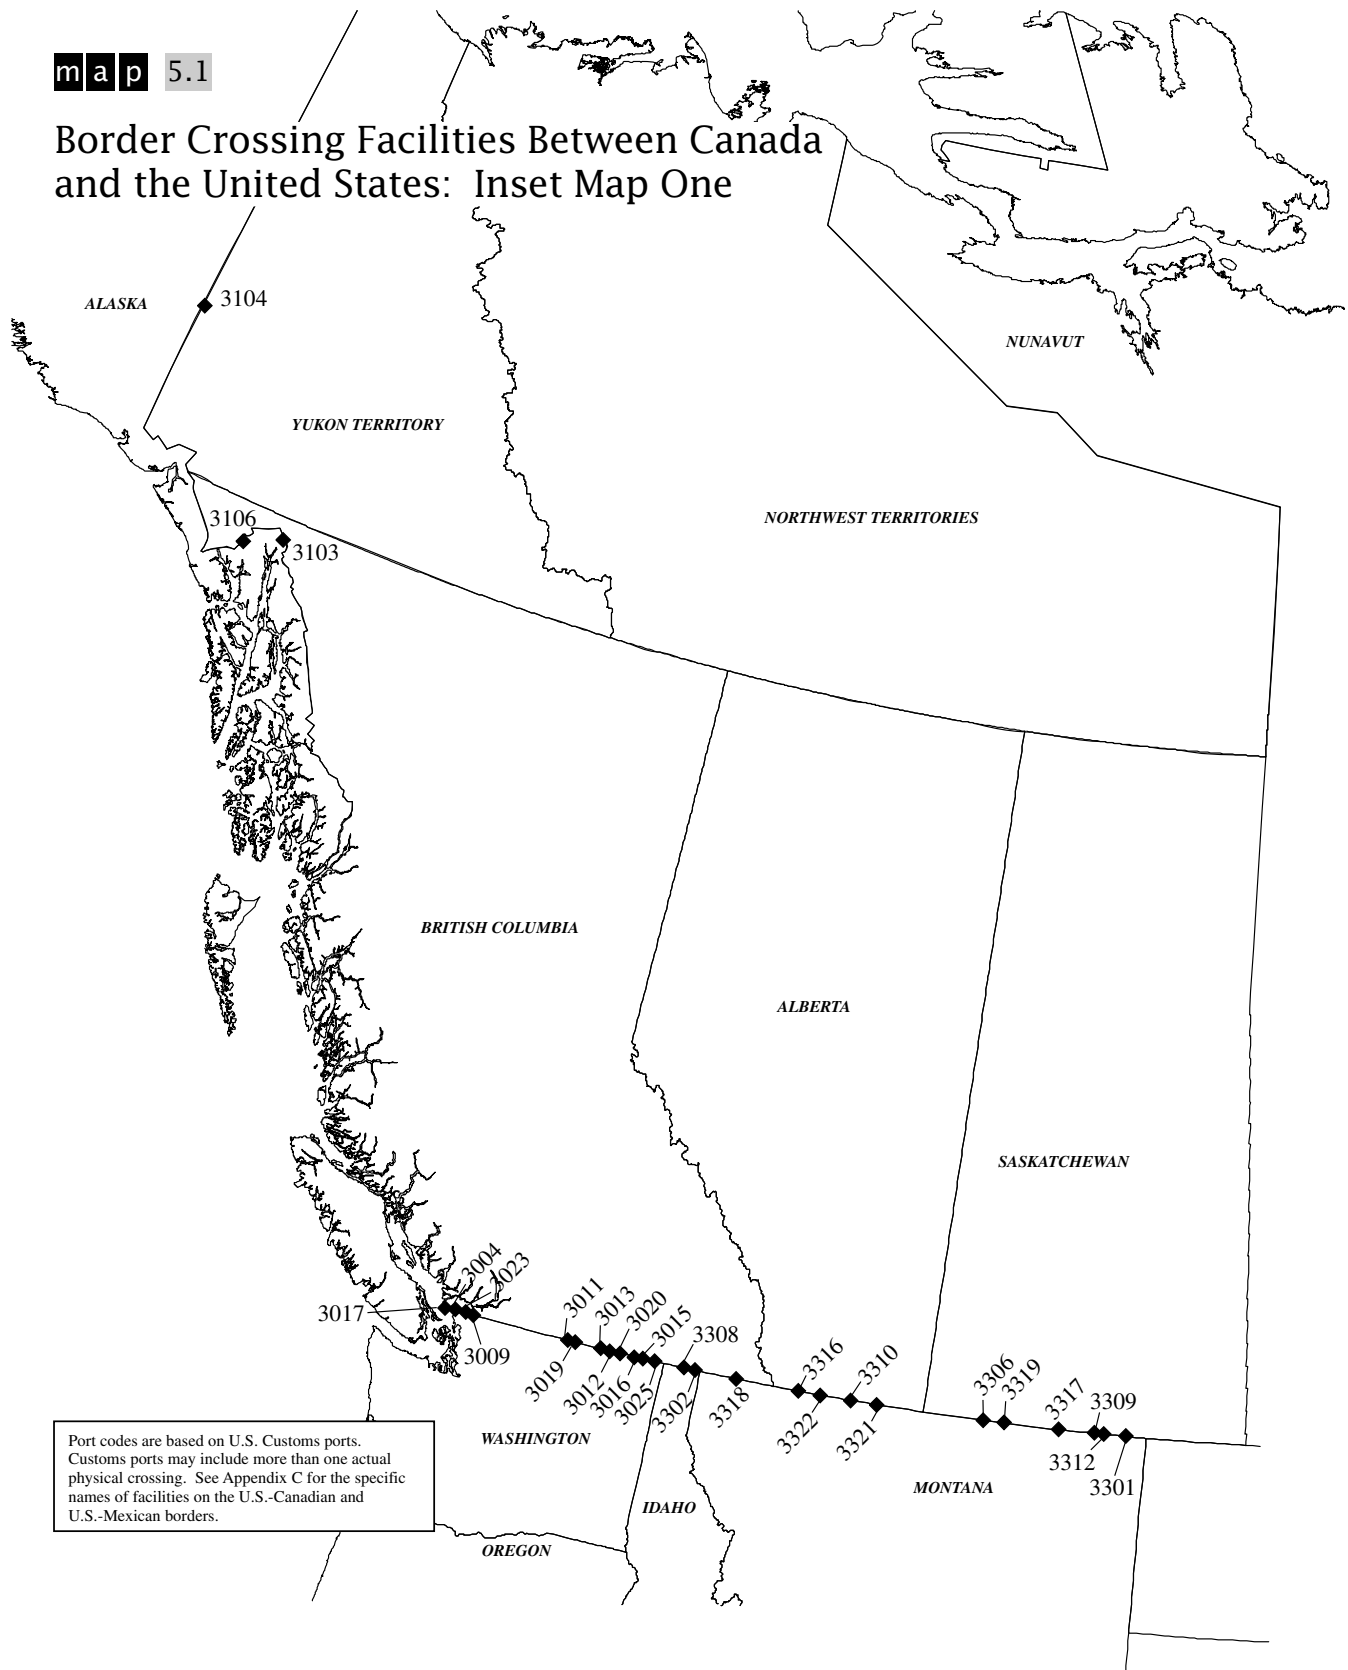 map 5.1
Border Crossing Facilities Between Canada
and the United States:  Inset Map One
ALASKA
3104
NUNAVUT
YUKON TERRITORY
NORTHWEST TERRITORIES
3106
3103
BRITISH COLUMBIA
ALBERTA
SASKATCHEWAN
3004
3023
3017
3009
3011
3013
3020
3015
3308
3019
3012
3016
3025
3302
3318
3316
3310
3322
3321
3306
3319
3317
3309
3312
3301
WASHINGTON
IDAHO
MONTANA
OREGON
Port codes are based on U.S. Customs ports.
Customs ports may include more than one actual
physical crossing.  See Appendix C for the specific
names of facilities on the U.S.-Canadian and
U.S.-Mexican borders.